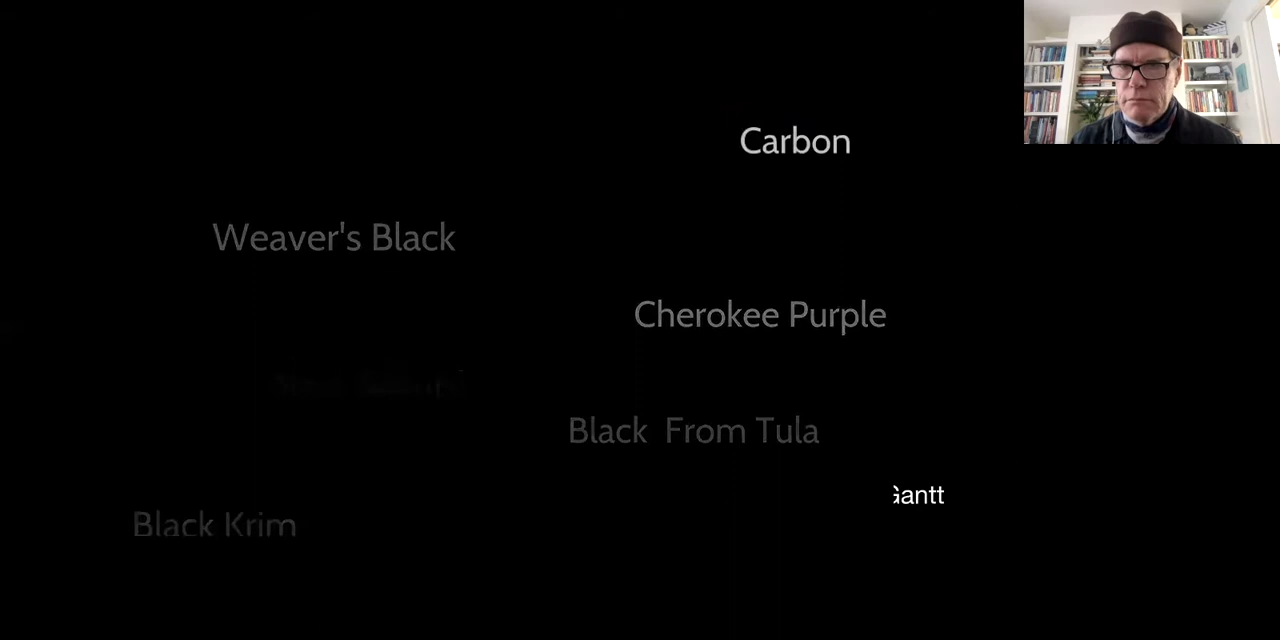 Carbon
Weaver's Black
Cherokee Purple
Black From Tula
Gantt
Black Krim